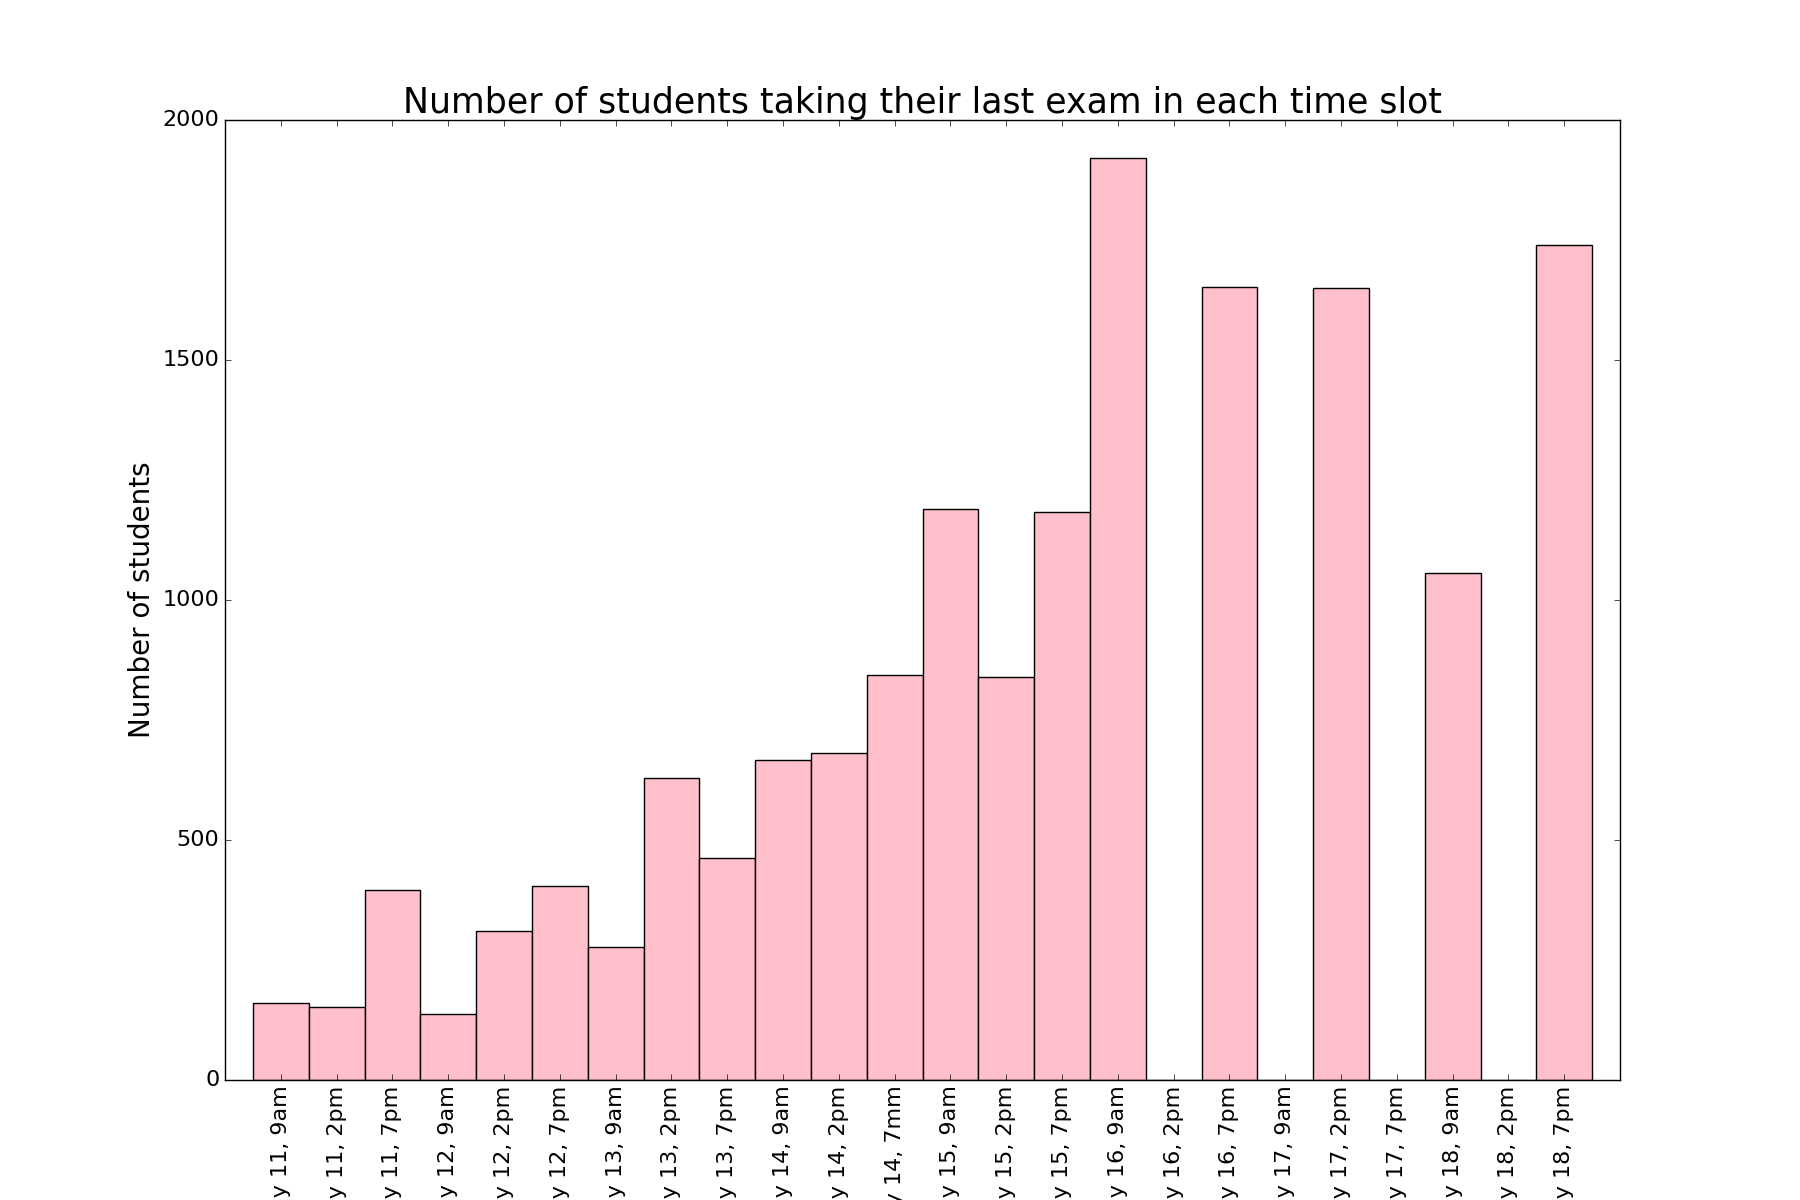 Number of students taking their last exam in each time slot
Number of students
2000
1500
1000
500
0
y 11, 9am
y 11, 2pm
y 11, 7pm
y 12, 9am
y 12, 2pm
y 12, 7pm
y 13, 9am
y 13, 2pm
y 13, 7pm
y 14, 9am
y 14, 2pm
y 14, 7mm
y 15, 9am
y 15, 2pm
y 15, 7pm
y 16, 9am
y 16, 2pm
y 16, 7pm
y 17, 9am
y 17, 2pm
y 17, 7pm
y 18, 9am
y 18, 2pm
y 18, 7pm